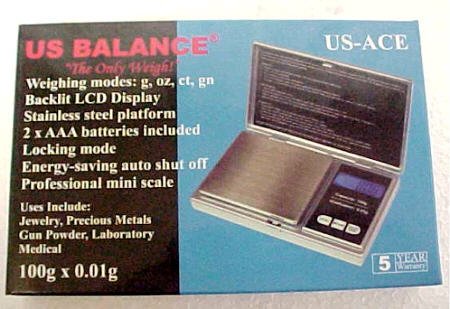 US BALANCE®
"The Only Weigh!"
US-ACE
Weighing modes: g, oz, ct, gn
Backlit LCD Display
Stainless steel platform
2 x AAA batteries included
Locking mode
Energy-saving auto shut off
Professional mini scale
Uses Include:
Jewelry, Precious Metals
Gun Powder, Laboratory
Medical
100g x 0.01g
5 YEAR
Warranty